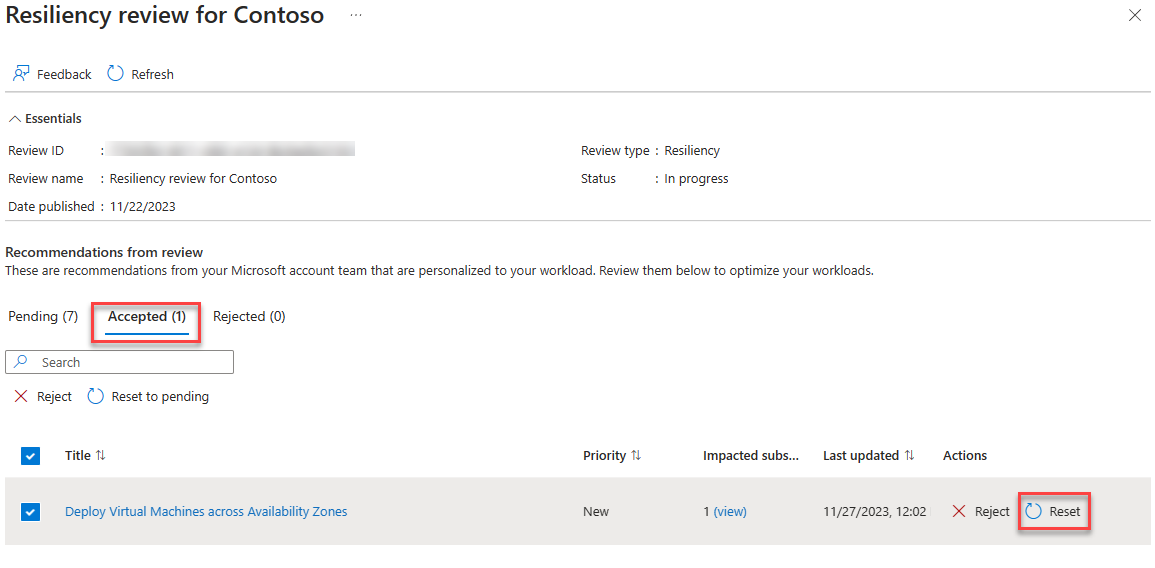 Resiliency review for Contoso ...
Feedback Refresh
Essentials
Review ID :
Review type : Resiliency
Review name : Resiliency review for Contoso
Status : In progress
Date published : 11/22/2023
Recommendations from review
These are recommendations from your Microsoft account team that are personalized to your workload. Review them below to optimize your workloads.
Pending (7) Accepted (1) Rejected (0)
Search
Reject Reset to pending
Title Priority Impacted subs... Last updated Actions
Deploy Virtual Machines across Availability Zones New 1 (view) 11/27/2023, 12:02 Reject Reset